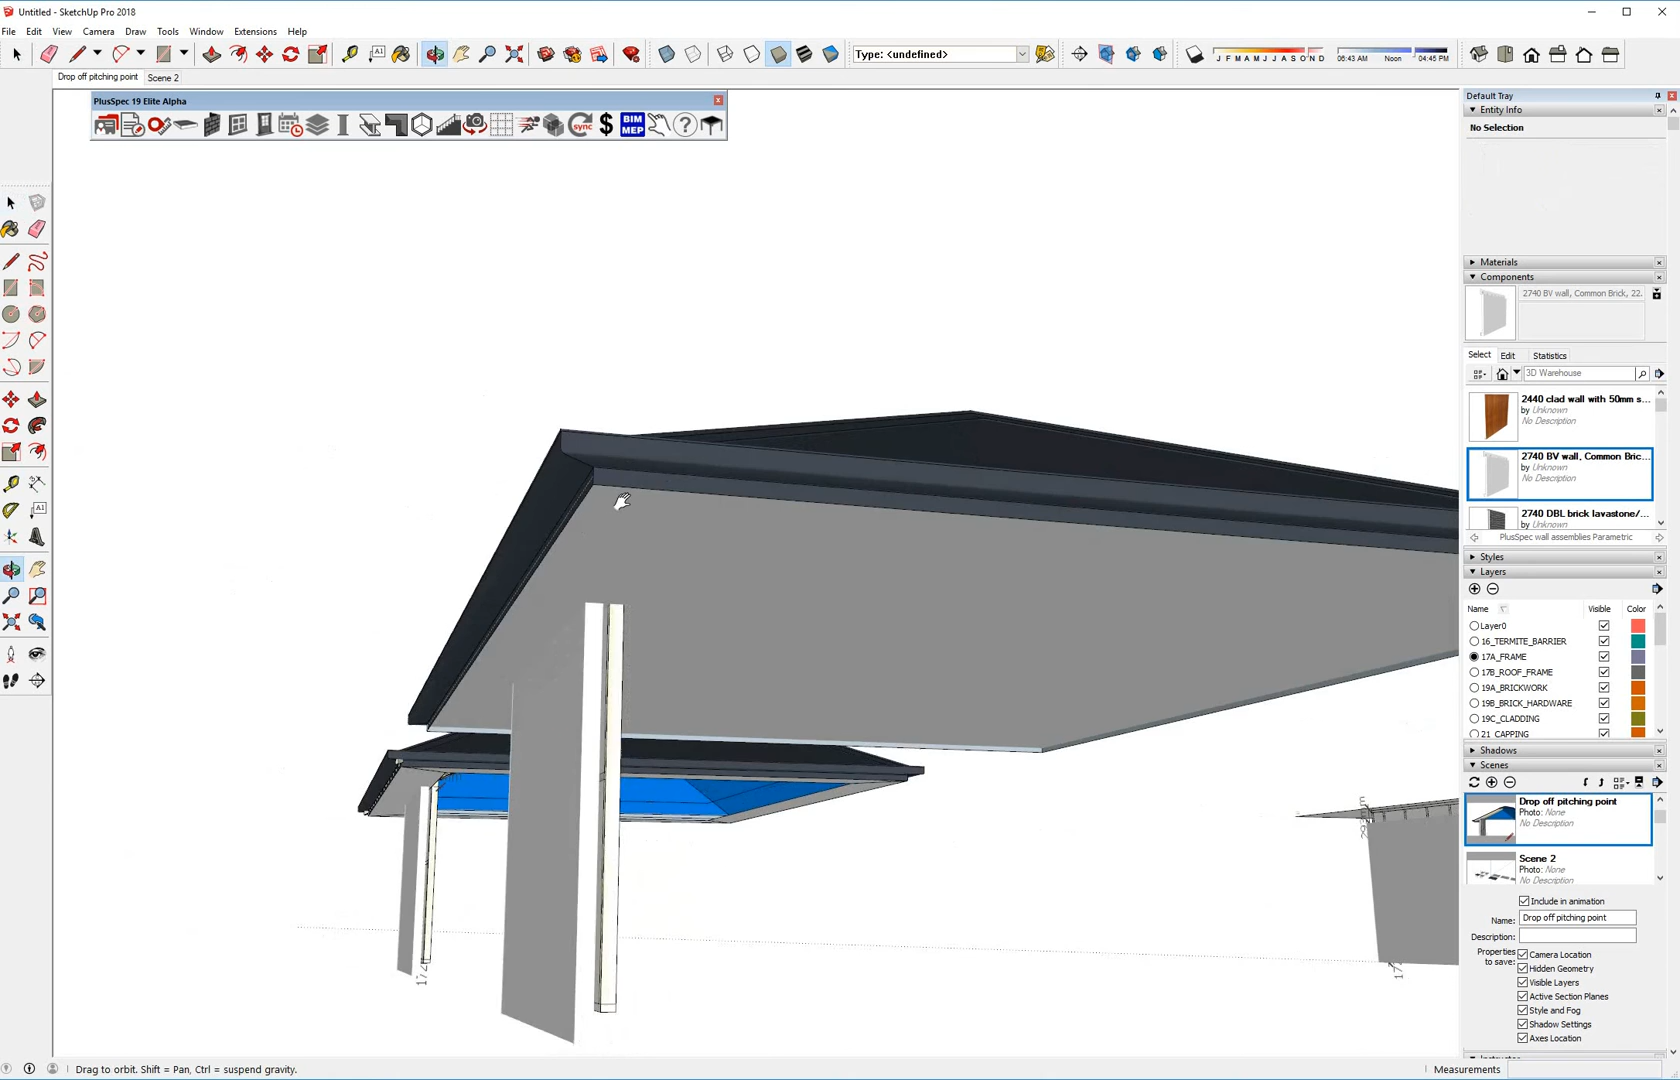 Untitled - SketchUp Pro 2018
File Edit View Camera Draw Tools Window Extensions Help
Type: <undefined>
J F M A M J J A S O N D
06:43 AM Noon 04:45 PM
Drop off pitching point Scene 2
PlusSpec 19 Elite Alpha
sync $ BIM MEP ?
Default Tray
Entity Info
No Selection
Materials
Components
2740 BV wall, Common Brick, 22.
Select Edit Statistics
3D Warehouse
2440 clad wall with 50mm s...
by Unknown
No Description
2740 BV wall, Common Bric...
by Unknown
No Description
2740 DBL brick lavastone/...
by Unknown
PlusSpec wall assemblies Parametric
Styles
Layers
Name Visible Color
Layer0
16_TERMITE_BARRIER
17A_FRAME
17B_ROOF_FRAME
19A_BRICKWORK
19B_BRICK_HARDWARE
19C_CLADDING
21_CAPPING
Shadows
Scenes
Drop off pitching point
Photo: None
No Description
Scene 2
Photo: None
No Description
Include in animation
Name: Drop off pitching point
Description:
Properties to save:
Camera Location
Hidden Geometry
Visible Layers
Active Section Planes
Style and Fog
Shadow Settings
Axes Location
Drag to orbit. Shift = Pan, Ctrl = suspend gravity.
Measurements